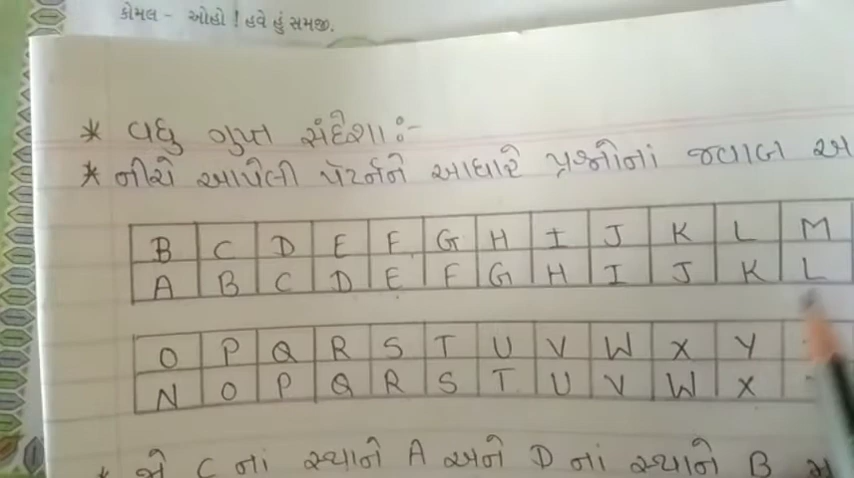 કોમલ - ઓહો ! હવે હું સમજી.
* વધુ ગુપ્ત સંદેશા :-
* નીચે આપેલી પૅટર્નને આધારે પ્રશ્નોનાં જવાબ
B C D E F G H I J K L M
A B C D E F G H I J K L
O P Q R S T U V W X Y
N O P Q R S T U V W X
* જો C નાં સ્થાને A અને D નાં સ્થાને B